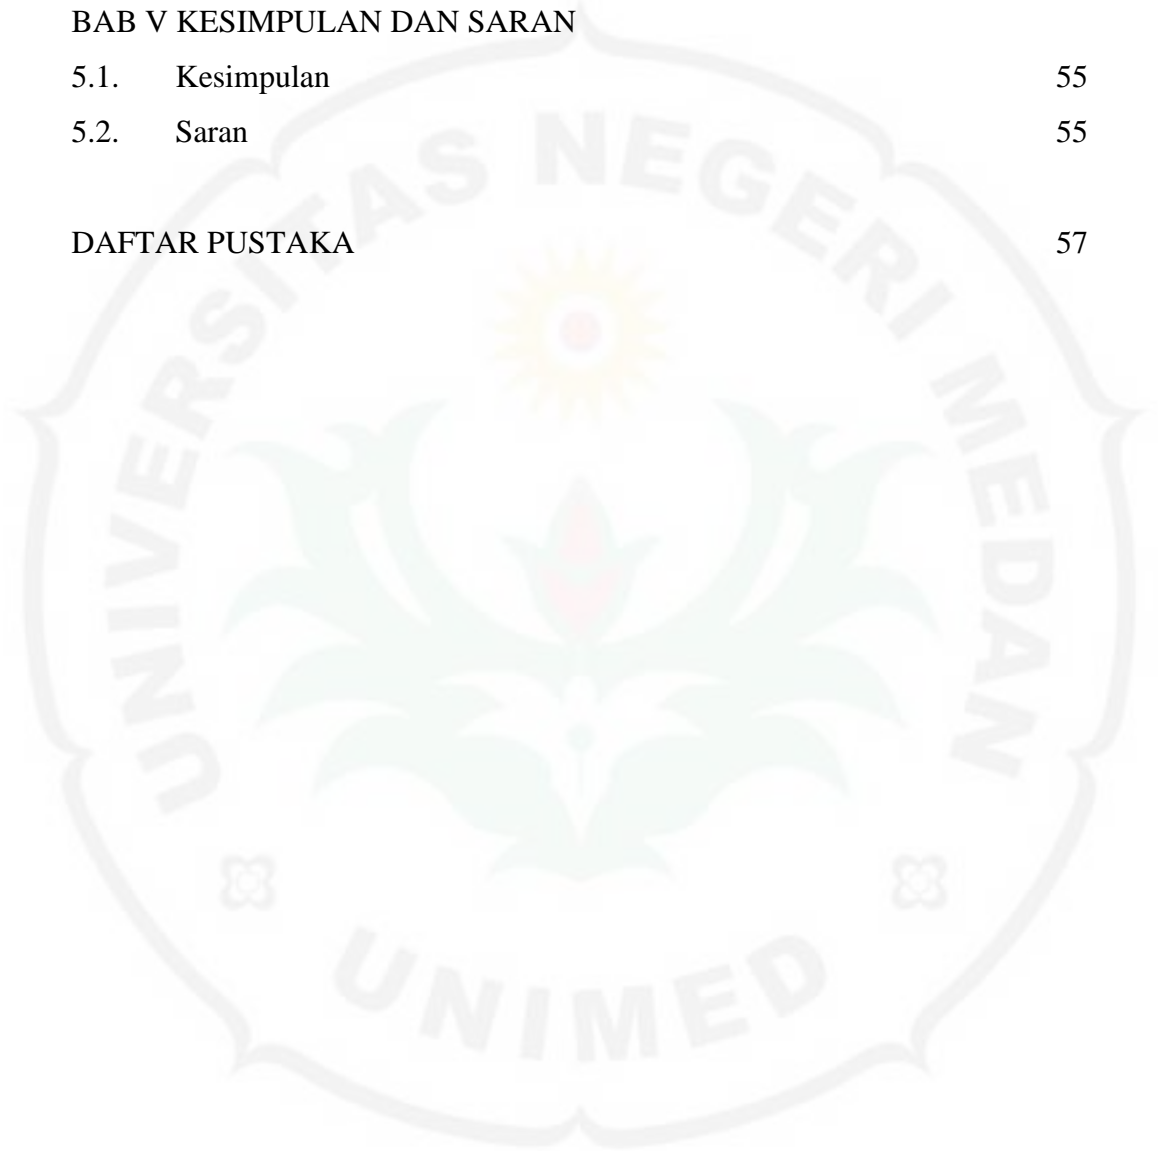 BAB V KESIMPULAN DAN SARAN
5.1. Kesimpulan 55
5.2. Saran 55
DAFTAR PUSTAKA 57
UNIVERSITAS NEGERI MEDAN
UNIMED